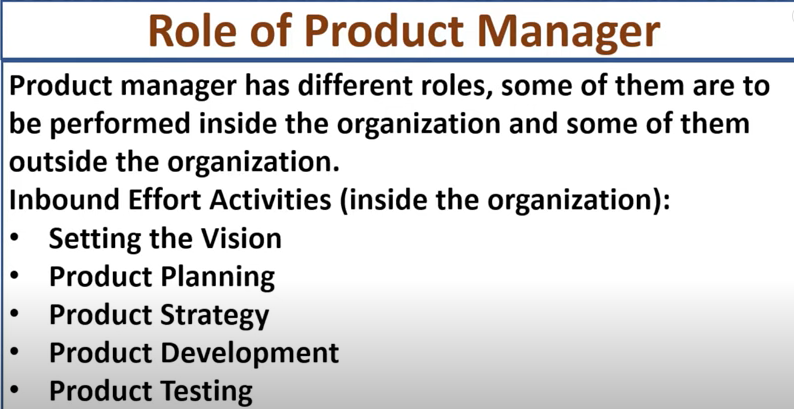 Role of Product Manager
Product manager has different roles, some of them are to
be performed inside the organization and some of them
outside the organization.
Inbound Effort Activities (inside the organization):
• Setting the Vision
• Product Planning
• Product Strategy
• Product Development
• Product Testing